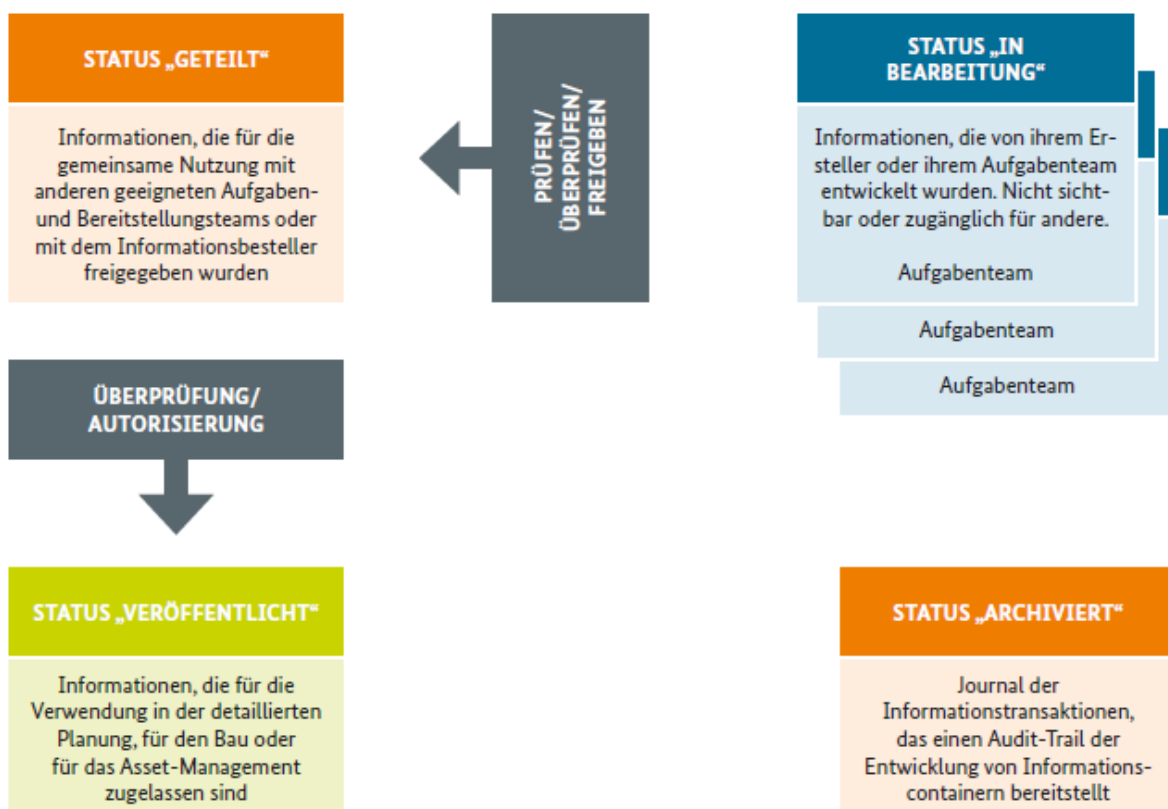 STATUS „GETEILT“
Informationen, die für die
gemeinsame Nutzung mit
anderen geeigneten Aufgaben-
und Bereitstellungsteams oder
mit dem Informationsbesteller
freigegeben wurden
PRÜFEN/
ÜBERPRÜFEN/
FREIGEBEN
STATUS „IN
BEARBEITUNG“
Informationen, die von ihrem Er-
steller oder ihrem Aufgabenteam
entwickelt wurden. Nicht sicht-
bar oder zugänglich für andere.
Aufgabenteam
Aufgabenteam
Aufgabenteam
ÜBERPRÜFUNG/
AUTORISIERUNG
STATUS „VERÖFFENTLICHT“
Informationen, die für die
Verwendung in der detaillierten
Planung, für den Bau oder
für das Asset-Management
zugelassen sind
STATUS „ARCHIVIERT“
Journal der
Informationstransaktionen,
das einen Audit-Trail der
Entwicklung von Informations-
containern bereitstellt